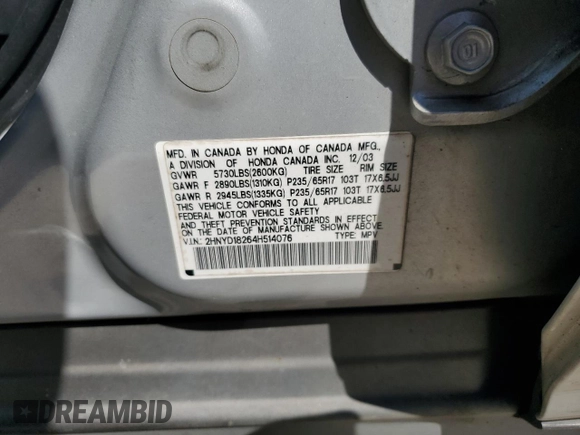 MFD. IN CANADA BY HONDA OF CANADA MFG.,
A DIVISION OF HONDA CANADA INC. 12/03
GVWR 5730LBS(2600KG) TIRE SIZE RIM SIZE
GAWR F 2890LBS(1310KG) P235/65R17 103T 17X6.5JJ
GAWR R 2945LBS(1335KG) P235/65R17 103T 17X6.5JJ
THIS VEHICLE CONFORMS TO ALL APPLICABLE
FEDERAL MOTOR VEHICLE SAFETY
AND THEFT PREVENTION STANDARDS IN EFFECT
ON THE DATE OF MANUFACTURE SHOWN ABOVE.
V.I.N.: 2HNYD18264H514076 TYPE: MPV
DREAMBID